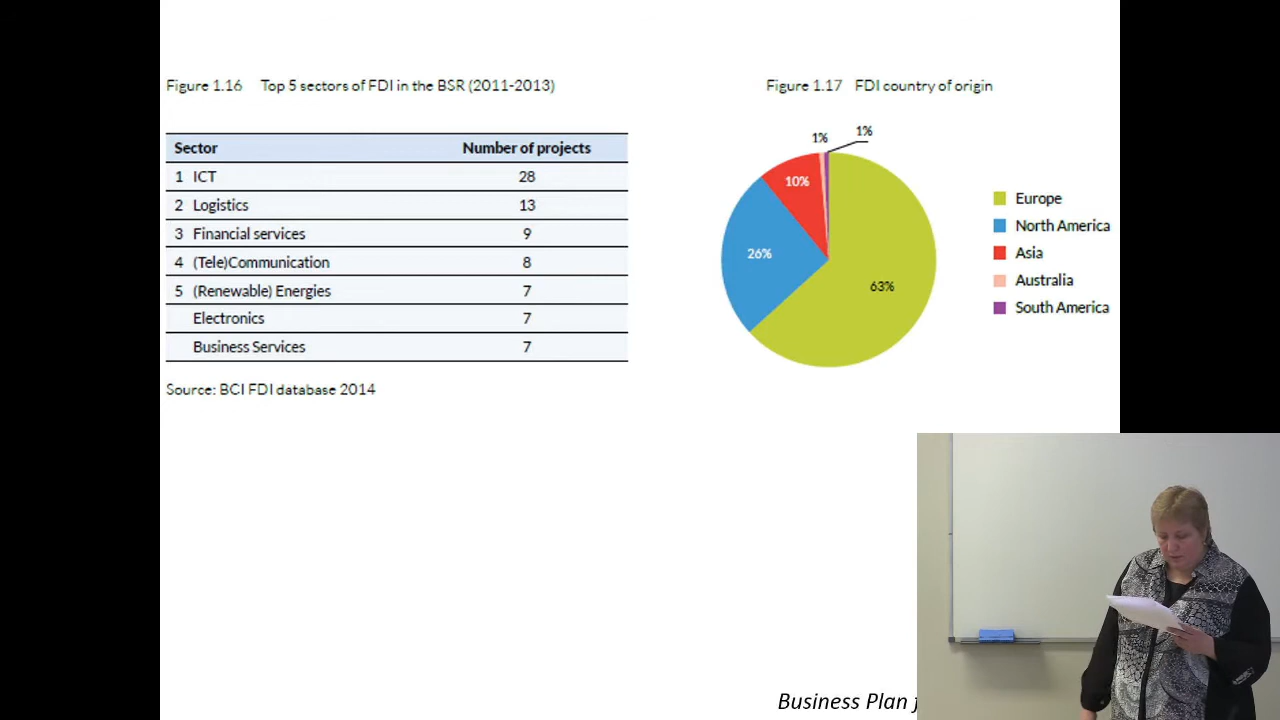 Figure 1.16 Top 5 sectors of FDI in the BSR (2011-2013)
Sector Number of projects
1 ICT 28
2 Logistics 13
3 Financial services 9
4 (Tele)Communication 8
5 (Renewable) Energies 7
Electronics 7
Business Services 7
Source: BCI FDI database 2014
Figure 1.17 FDI country of origin
1% 1%
10%
26%
63%
Europe
North America
Asia
Australia
South America
Business Plan f